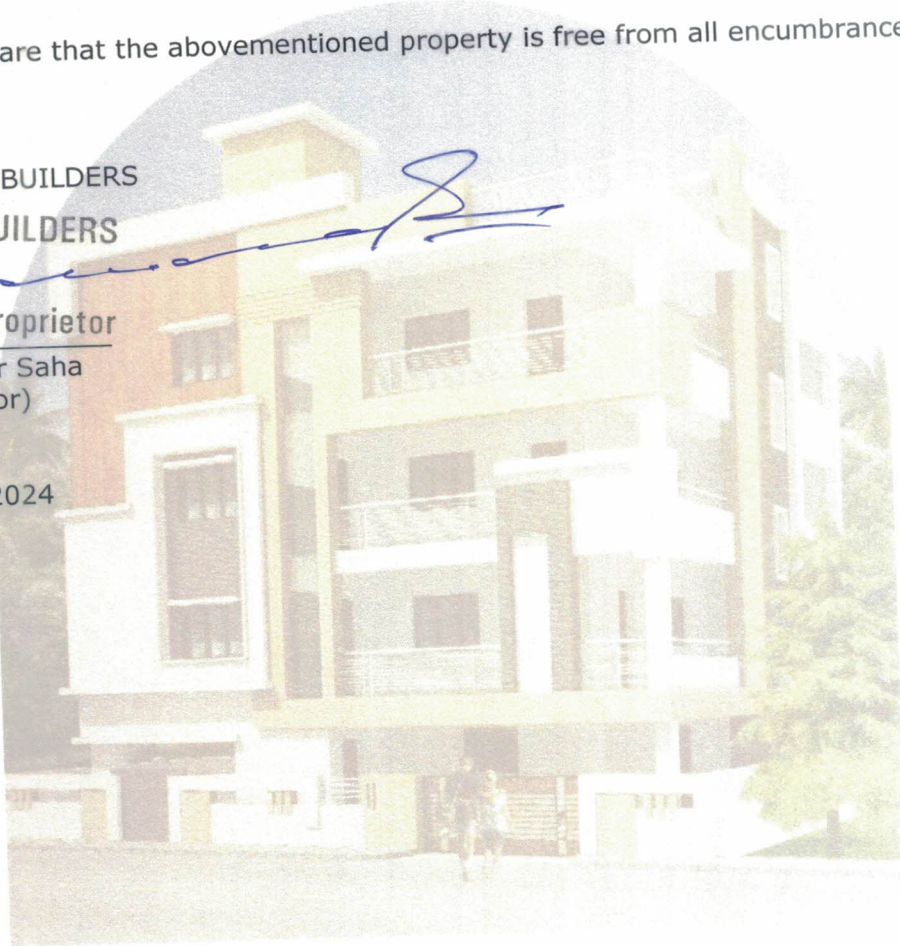 are that the abovementioned property is free from all encumbrance
BUILDERS
UILDERS
roprietor
r Saha
or)
2024